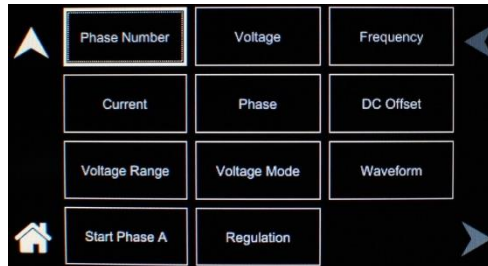 Phase Number
Voltage
Frequency
Current
Phase
DC Offset
Voltage Range
Voltage Mode
Waveform
Start Phase A
Regulation